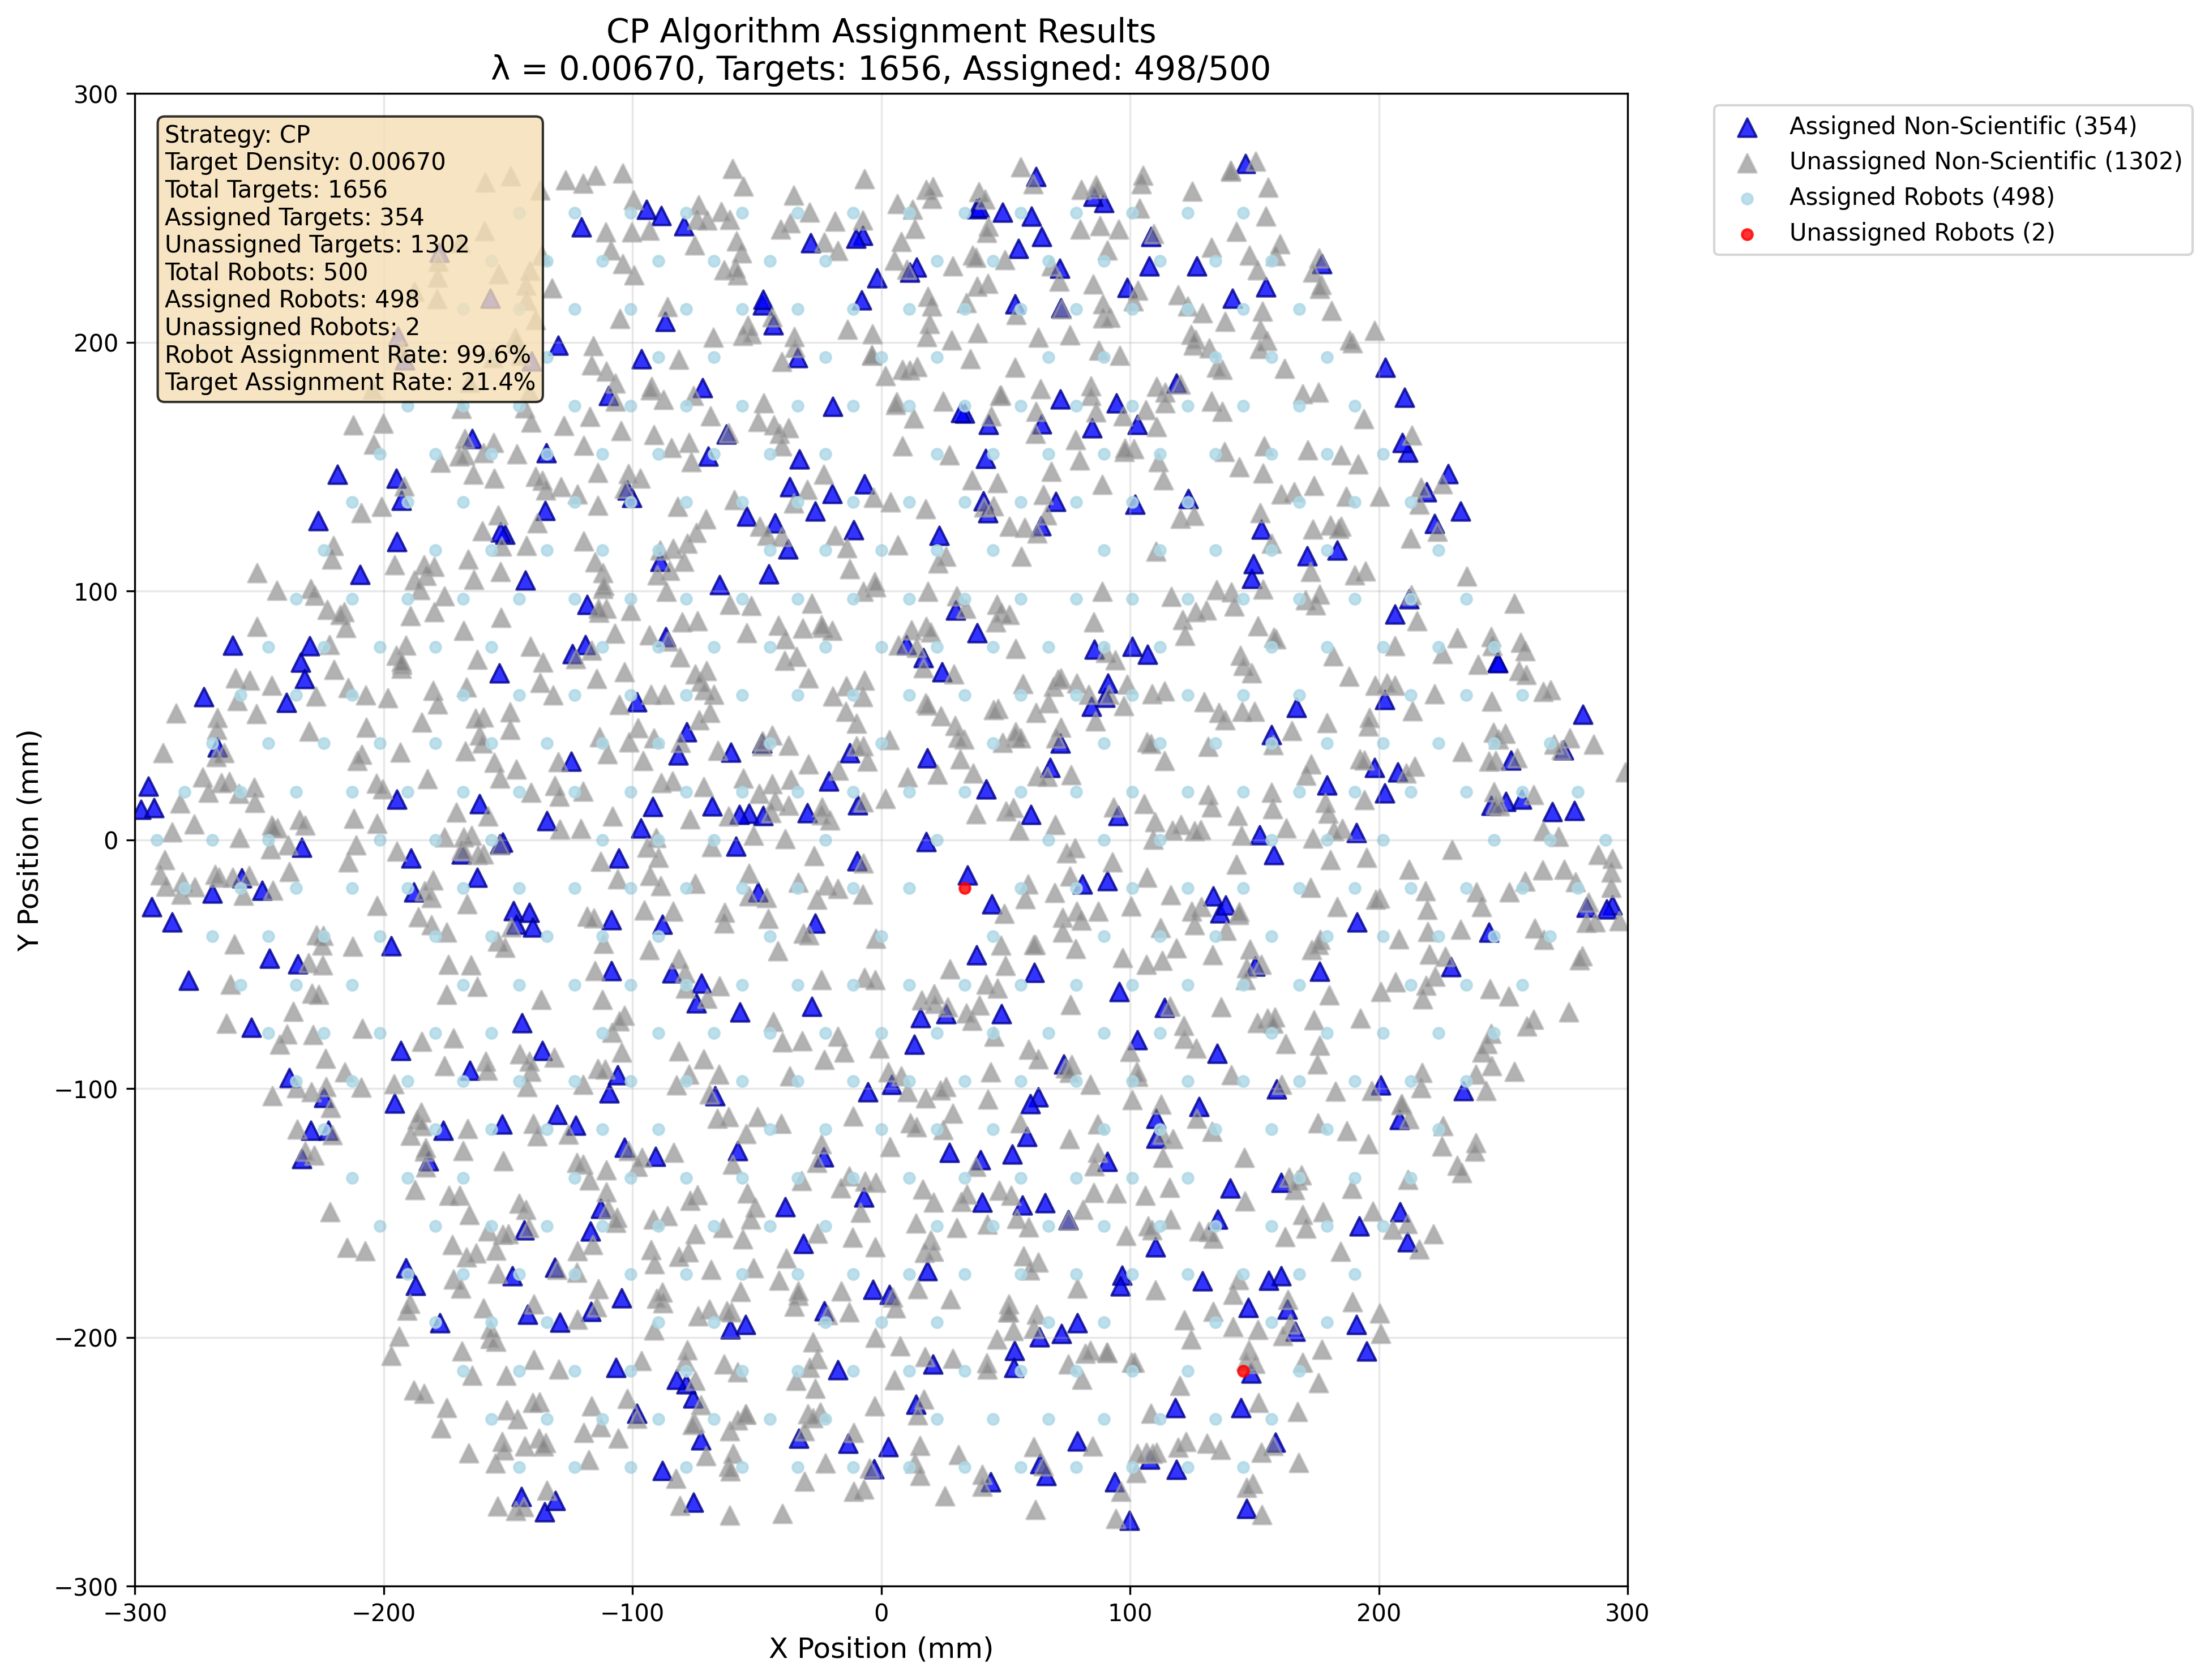 CP Algorithm Assignment Results
λ = 0.00670, Targets: 1656, Assigned: 498/500
Strategy: CP
Target Density: 0.00670
Total Targets: 1656
Assigned Targets: 354
Unassigned Targets: 1302
Total Robots: 500
Assigned Robots: 498
Unassigned Robots: 2
Robot Assignment Rate: 99.6%
Target Assignment Rate: 21.4%
Assigned Non-Scientific (354)
Unassigned Non-Scientific (1302)
Assigned Robots (498)
Unassigned Robots (2)
Y Position (mm)
300
200
100
0
−100
−200
−300
−300
−200
−100
0
100
200
300
X Position (mm)